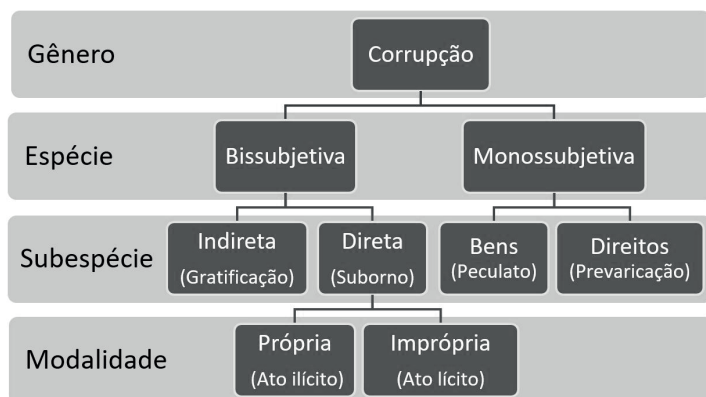 Gênero
Corrupção
Espécie
Bissubjetiva
Monossubjetiva
Subespécie
Indireta
(Gratificação)
Direta
(Suborno)
Bens
(Peculato)
Direitos
(Prevaricação)
Modalidade
Própria
(Ato ilícito)
Imprópria
(Ato lícito)